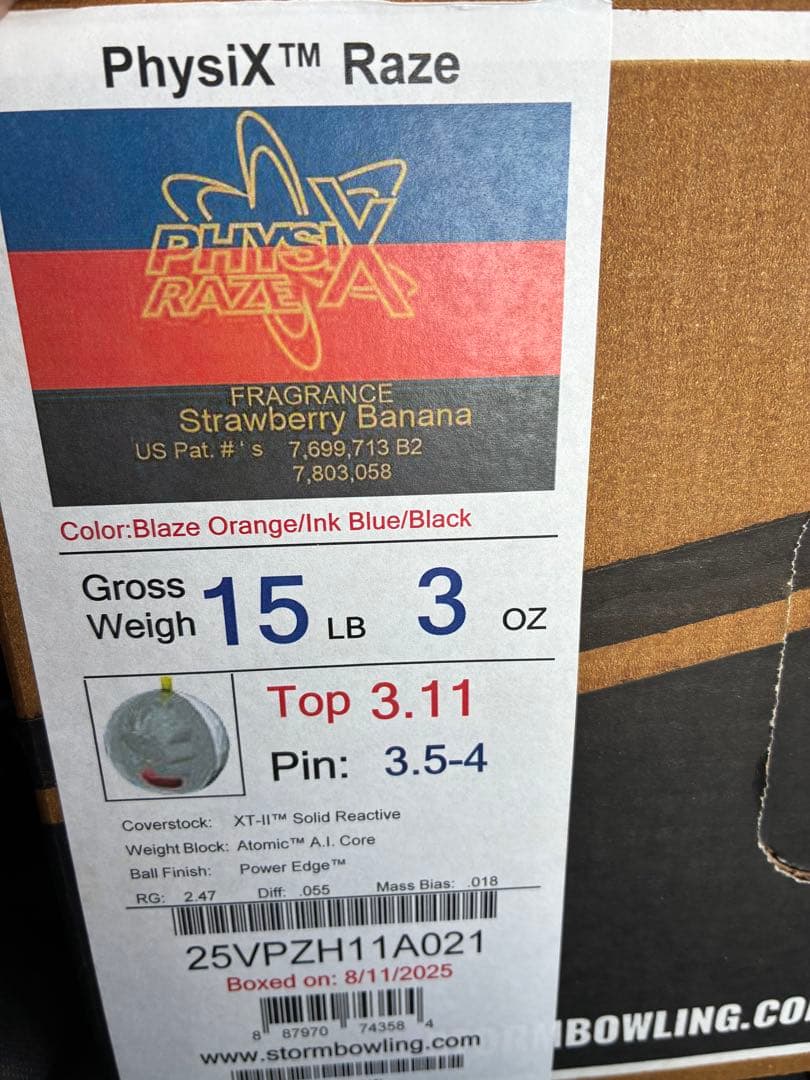 PhysiX™ Raze
PHYSIX
RAZE
FRAGRANCE
Strawberry Banana
US Pat. #'s 7,699,713 B2
7,803,058
Color:Blaze Orange/Ink Blue/Black
Gross
Weigh 15 LB 3 OZ
Top 3.11
Pin: 3.5-4
Coverstock: XT-II™ Solid Reactive
Weight Block: Atomic™ A.I. Core
Ball Finish: Power Edge™
RG: 2.47 Diff: .055 Mass Bias: .018
25VPZH11A021
Boxed on: 8/11/2025
8 87970 74358 4
www.stormbowling.com
RMBOWLING.CO